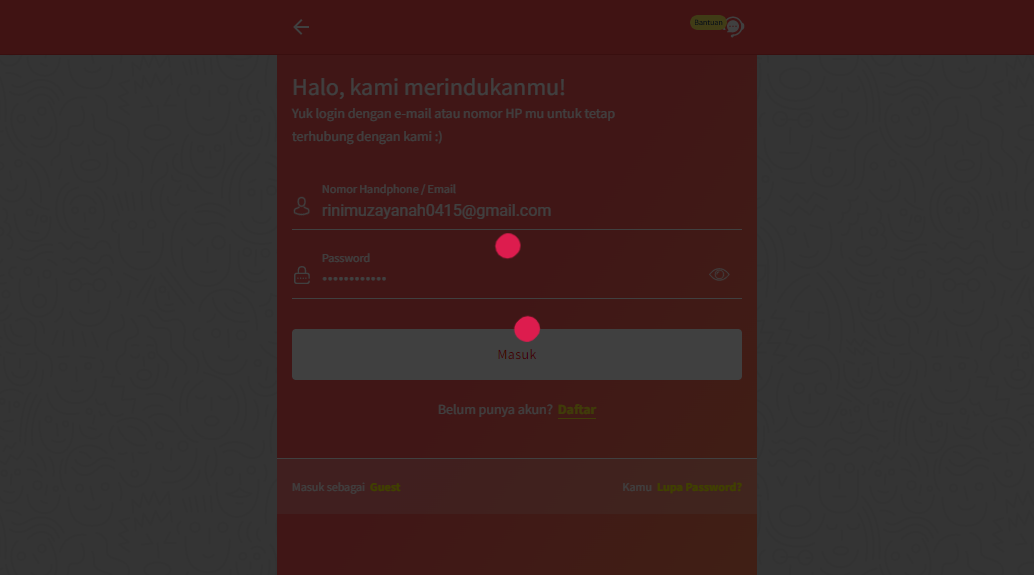 Bantuan
Halo, kami merindukanmu!
Yuk login dengan e-mail atau nomor HP mu untuk tetap
terhubung dengan kami :)
Nomor Handphone / Email
rinimuzayanah0415@gmail.com
Password
••••••••••••
Masuk
Belum punya akun? Daftar
Masuk sebagai Guest
Kamu Lupa Password?